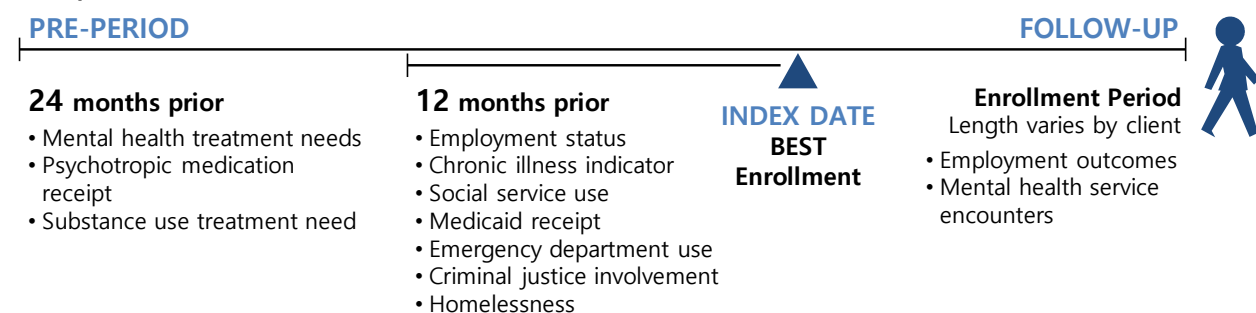 PRE-PERIOD
FOLLOW-UP
24 months prior
• Mental health treatment needs
• Psychotropic medication
receipt
• Substance use treatment need
12 months prior
• Employment status
• Chronic illness indicator
• Social service use
• Medicaid receipt
• Emergency department use
• Criminal justice involvement
• Homelessness
INDEX DATE
BEST
Enrollment
Enrollment Period
Length varies by client
• Employment outcomes
• Mental health service
encounters